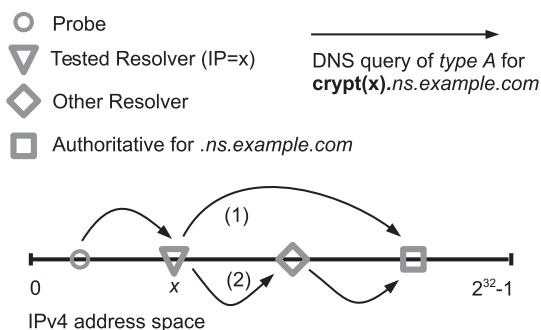 Probe
Tested Resolver (IP=x)
Other Resolver
Authoritative for .ns.example.com
DNS query of type A for
crypt(x).ns.example.com
(1)
(2)
0
x
2³²-1
IPv4 address space